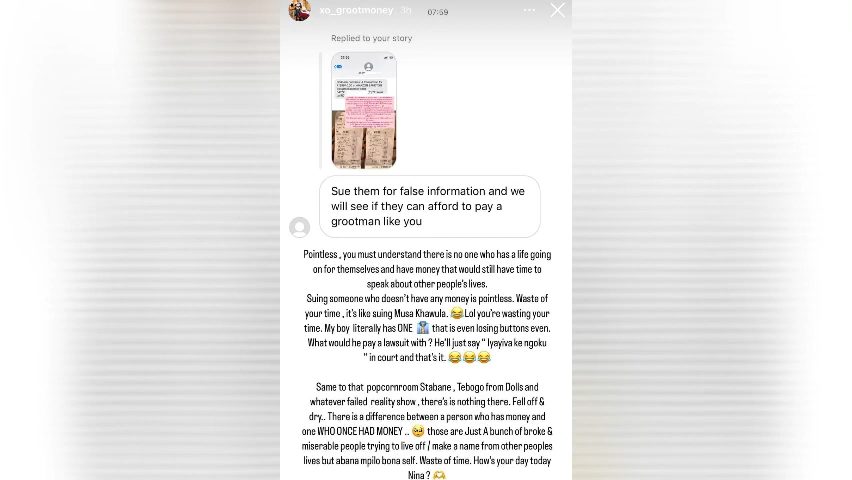 xo_grootmoney 3h 07:59
Replied to your story
Sue them for false information and we
will see if they can afford to pay a
grootman like you
Pointless , you must understand there is no one who has a life going
on for themselves and have money that would still have time to
speak about other people's lives.
Suing someone who doesn't have any money is pointless. Waste of
your time , it's like suing Musa Khawula. 😂Lol you're wasting your
time. My boy literally has ONE 👔 that is even losing buttons even.
What would he pay a lawsuit with ? He'll just say " Iyayiva ke ngoku
" in court and that's it. 😂😂😂
Same to that popcornroom Stabane , Tebogo from Dolls and
whatever failed reality show , there's is nothing there. Fell off &
dry.. There is a difference between a person who has money and
one WHO ONCE HAD MONEY .. 🥹 those are Just A bunch of broke &
miserable people trying to live off / make a name from other peoples
lives but abana mpilo bona self. Waste of time. How's your day today
Nina ? 🫶